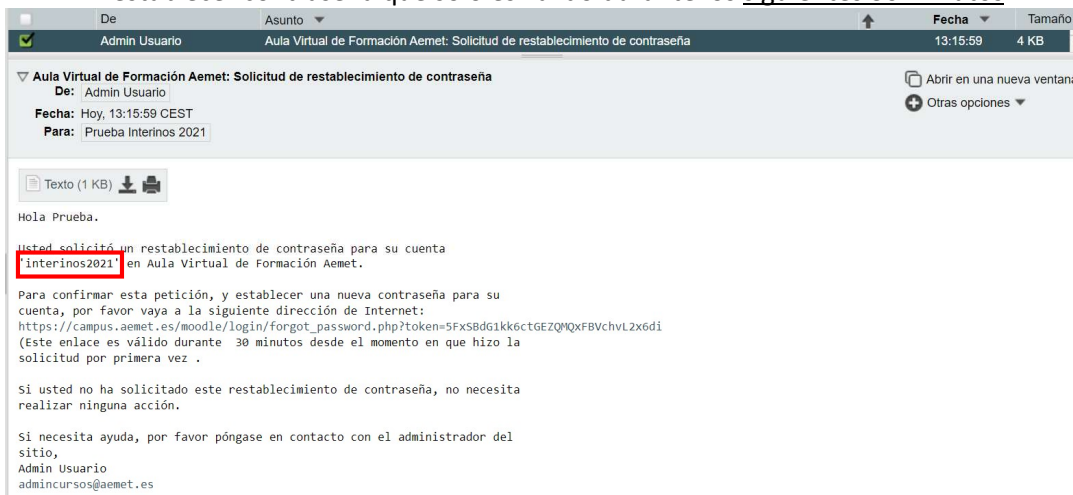 De Asunto Fecha Tamaño
Admin Usuario Aula Virtual de Formación Aemet: Solicitud de restablecimiento de contraseña 13:15:59 4 KB
Aula Virtual de Formación Aemet: Solicitud de restablecimiento de contraseña Abrir en una nueva ventana
De: Admin Usuario
Otras opciones
Fecha: Hoy, 13:15:59 CEST
Para: Prueba Interinos 2021
Texto (1 KB)
Hola Prueba.
Usted solicitó un restablecimiento de contraseña para su cuenta
'interinos2021' en Aula Virtual de Formación Aemet.
Para confirmar esta petición, y establecer una nueva contraseña para su
cuenta, por favor vaya a la siguiente dirección de Internet:
https://campus.aemet.es/moodle/login/forgot_password.php?token=5FxSBdG1kk6ctGEZQMQxFBVchvL2x6di
(Este enlace es válido durante 30 minutos desde el momento en que hizo la
solicitud por primera vez .
Si usted no ha solicitado este restablecimiento de contraseña, no necesita
realizar ninguna acción.
Si necesita ayuda, por favor póngase en contacto con el administrador del
sitio,
Admin Usuario
admincursos@aemet.es